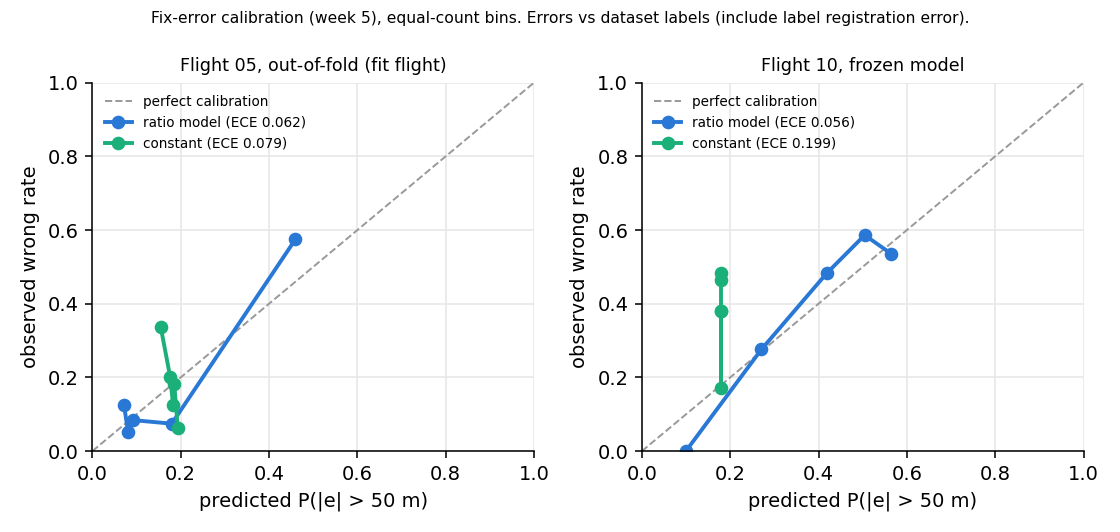 Fix-error calibration (week 5), equal-count bins. Errors vs dataset labels (include label registration error).
Flight 05, out-of-fold (fit flight)
1.0
0.8
0.6
0.4
0.2
0.0
observed wrong rate
perfect calibration
ratio model (ECE 0.062)
constant (ECE 0.079)
0.0 0.2 0.4 0.6 0.8 1.0
predicted P(|e| > 50 m)
Flight 10, frozen model
1.0
0.8
0.6
0.4
0.2
0.0
observed wrong rate
perfect calibration
ratio model (ECE 0.056)
constant (ECE 0.199)
0.0 0.2 0.4 0.6 0.8 1.0
predicted P(|e| > 50 m)